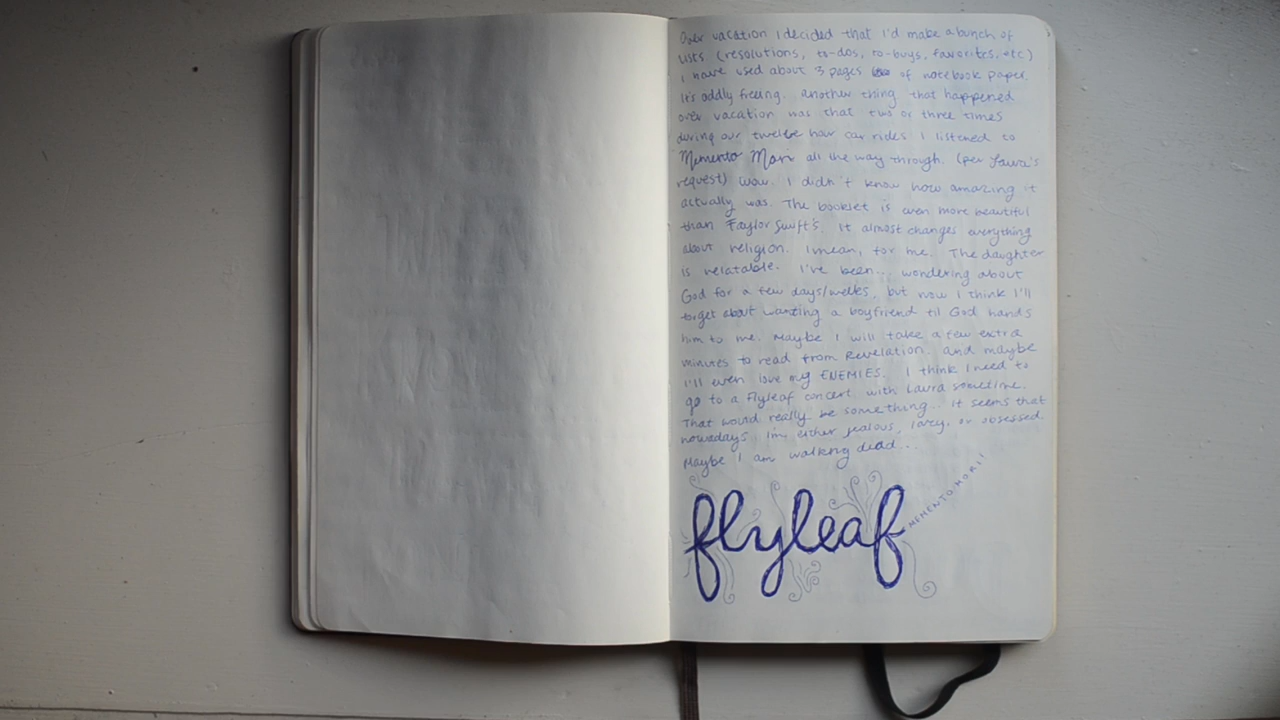 Over vacation I decided that I'd make a bunch of
lists (resolutions, to-dos, to-buys, favorites, etc)
I have used about 3 pages of notebook paper.
It's oddly freeing. Another thing that happened
over vacation was that two or three times
during our twelve hour car rides I listened to
Memento Mori all the way through. (per Laura's
request) Wow. I didn't know how amazing it
actually was. The booklet is even more beautiful
than Taylor Swift's. It almost changes everything
about religion. I mean, for me. The daughter
is relatable. I've been... wondering about
God for a few days/weeks, but now I think I'll
forget about wanting a boyfriend til God hands
him to me. Maybe I will take a few extra
minutes to read from Revelation. And maybe
I'll even love my ENEMIES. I think I need to
go to a Flyleaf concert with Laura sometime.
That would really be something... It seems that
nowadays, I'm either jealous, lazy, or obsessed.
Maybe I am walking dead...
flyleaf
MEMENTO MORI!